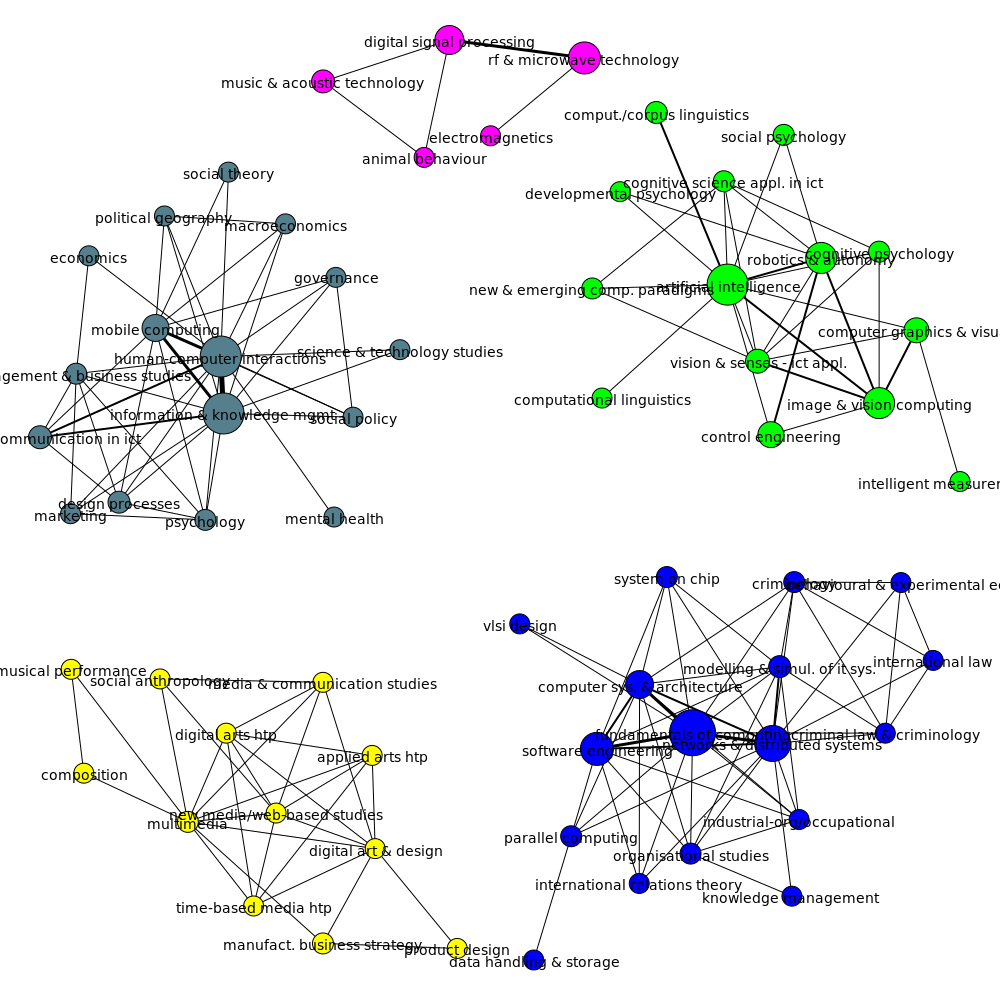 digital signal processing
rf & microwave technology
music & acoustic technology
electromagnetics
animal behaviour
comput./corpus linguistics
social psychology
cognitive science appl. in ict
developmental psychology
cognitive psychology
robotics & autonomy
artificial intelligence
new & emerging comp. paradigms
computer graphics & visu
vision & senses - ict appl.
computational linguistics
image & vision computing
control engineering
intelligent measurem
social theory
political geography
macroeconomics
economics
governance
mobile computing
human-computer interactions
science & technology studies
agement & business studies
information & knowledge mgmt
social policy
ommunication in ict
design processes
marketing
psychology
mental health
musical performance
social anthropology
media & communication studies
digital arts htp
applied arts htp
composition
new media/web-based studies
multimedia
digital art & design
time-based media htp
manufact. business strategy
product design
system on chip
criminology
behavioural & experimental ec
vlsi design
modelling & simul. of it sys.
international law
computer sys. & architecture
fundamentals of computing
criminal law & criminology
software engineering
networks & distributed systems
industrial-org/occupational
parallel computing
organisational studies
international relations theory
knowledge management
data handling & storage